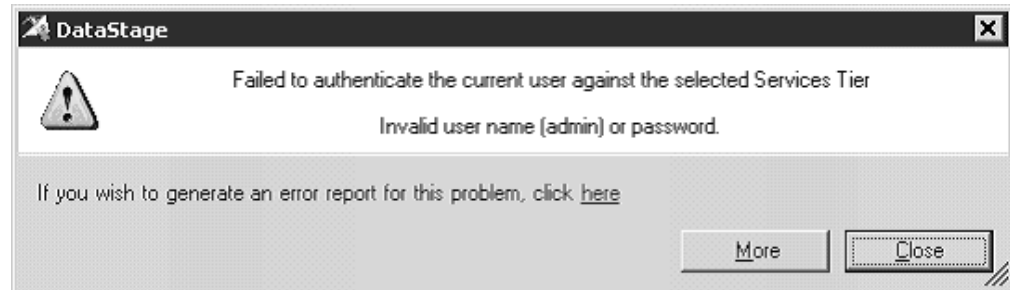 DataStage
Failed to authenticate the current user against the selected Services Tier
Invalid user name (admin) or password.
If you wish to generate an error report for this problem, click here
More
Close